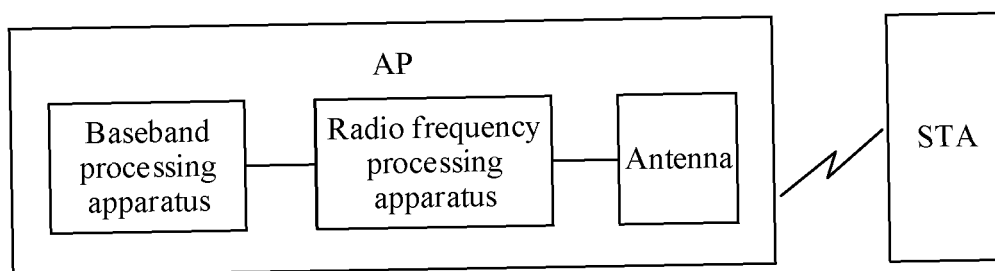 AP
Baseband
processing
apparatus
Radio frequency
processing
apparatus
Antenna
STA